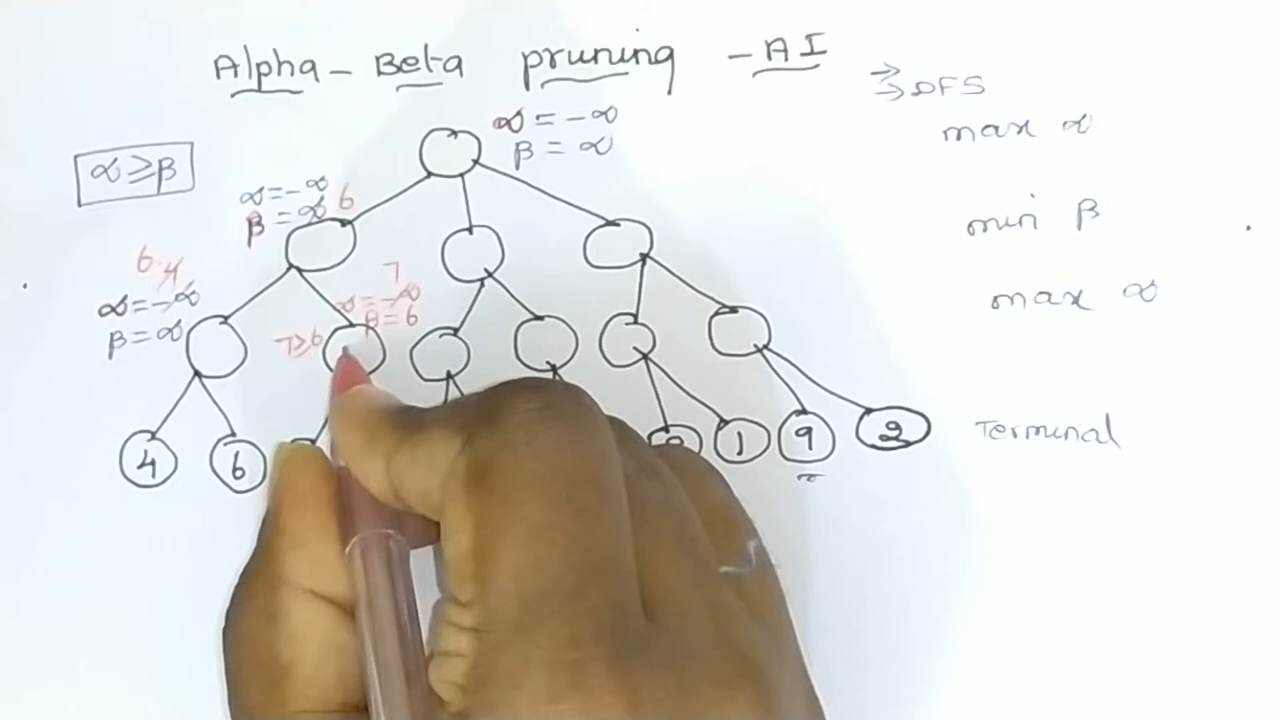 Alpha - Beta pruning - AI
⇒ DFS
∝ = -∞
β = ∞
max ∝
∝ ≥ β
∝ = -∞
β = ∞ 6
min β
6 4
∝ = -∞
β = ∞
7
∝ = -∞
β = 6
7≥6
max ∝
4 6 1 9 2
Terminal